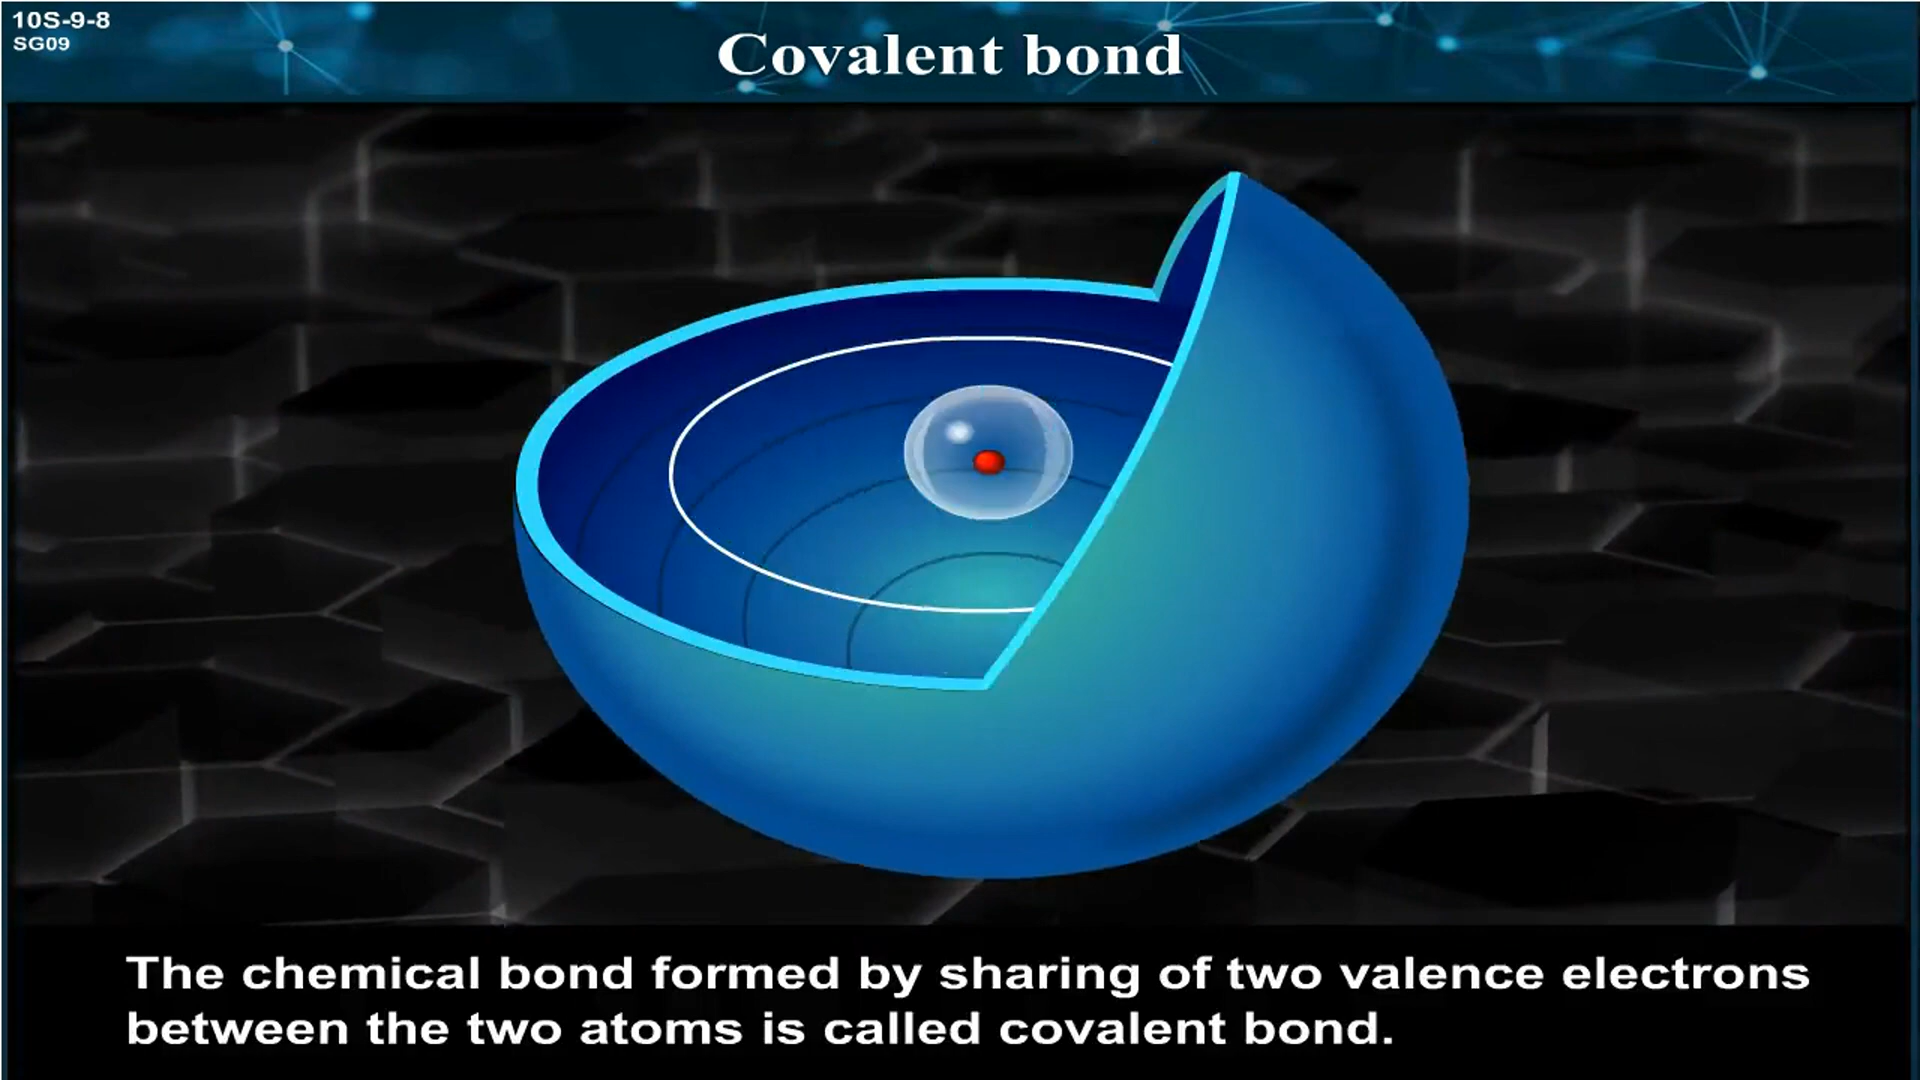 10S-9-8
SG09
Covalent bond
The chemical bond formed by sharing of two valence electrons
between the two atoms is called covalent bond.